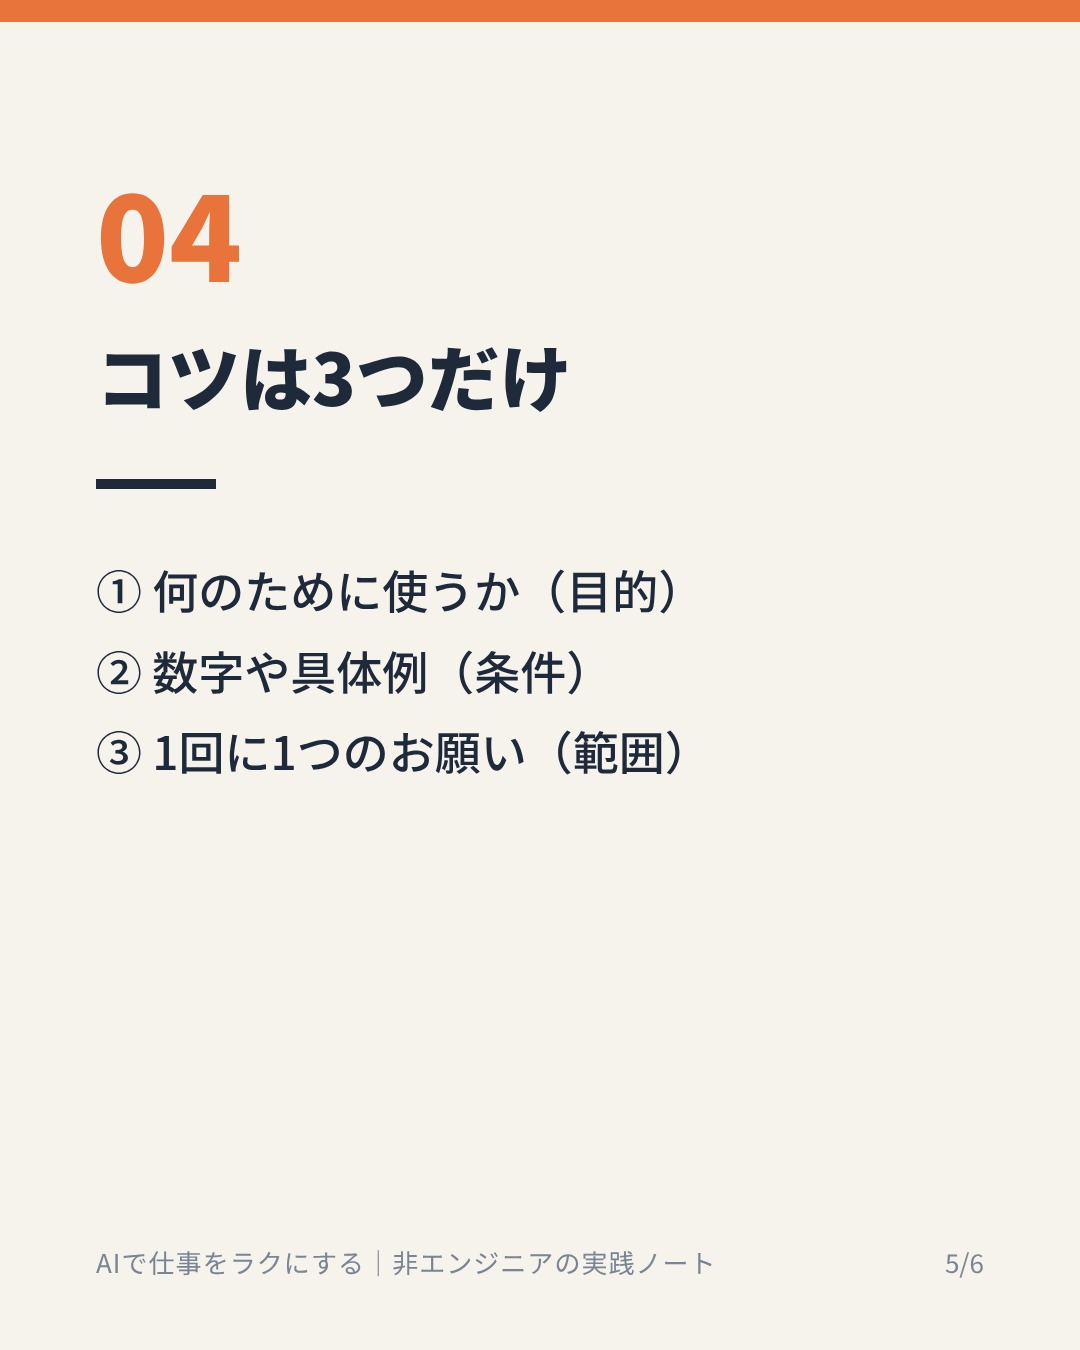 04
コツは3つだけ
① 何のために使うか（目的）
② 数字や具体例（条件）
③ 1回に1つのお願い（範囲）
AIで仕事をラクにする｜非エンジニアの実践ノート
5/6